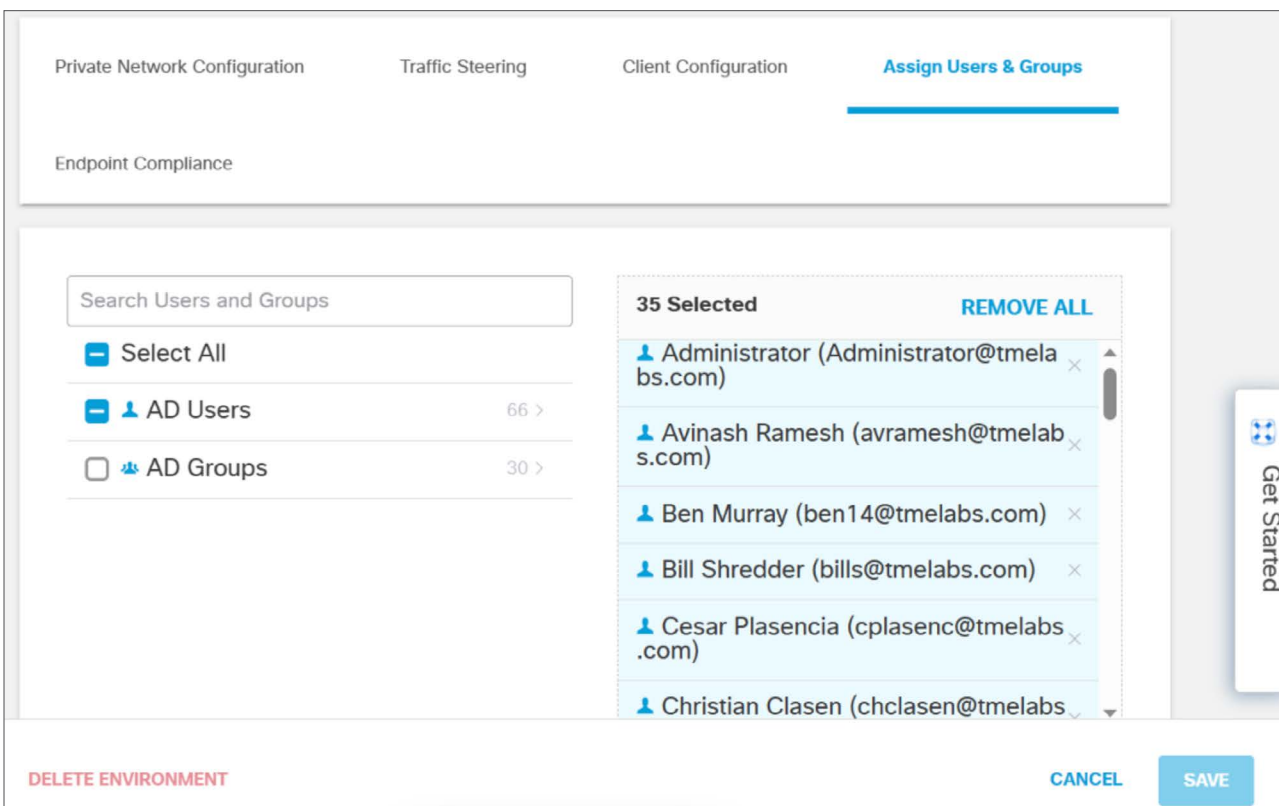 Private Network Configuration
Traffic Steering
Client Configuration
Assign Users & Groups
Endpoint Compliance
Search Users and Groups
Select All
AD Users
66 >
AD Groups
30 >
35 Selected
REMOVE ALL
Administrator (Administrator@tmela
bs.com)
Avinash Ramesh (avramesh@tmelab
s.com)
Ben Murray (ben14@tmelabs.com)
Bill Shredder (bills@tmelabs.com)
Cesar Plasencia (cplasenc@tmelabs
.com)
Christian Clasen (chclasen@tmelabs
Get Started
DELETE ENVIRONMENT
CANCEL
SAVE